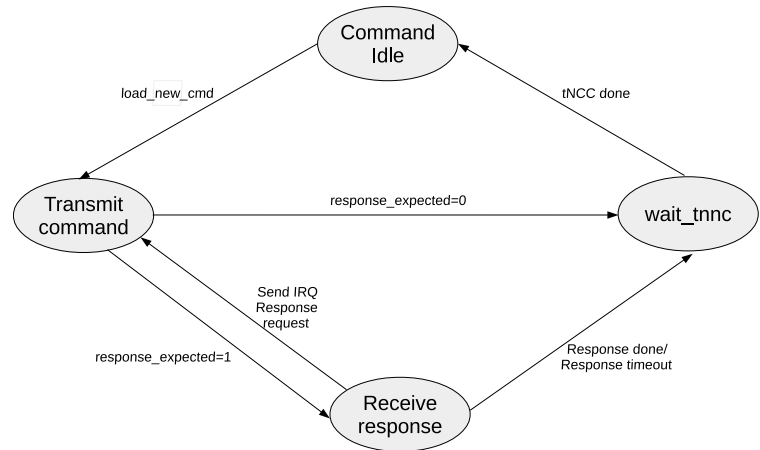 Command
Idle
load_new_cmd
tNCC done
Transmit
command
response_expected=0
wait_tnnc
Send IRQ
Response
request
response_expected=1
Response done/
Response timeout
Receive
response